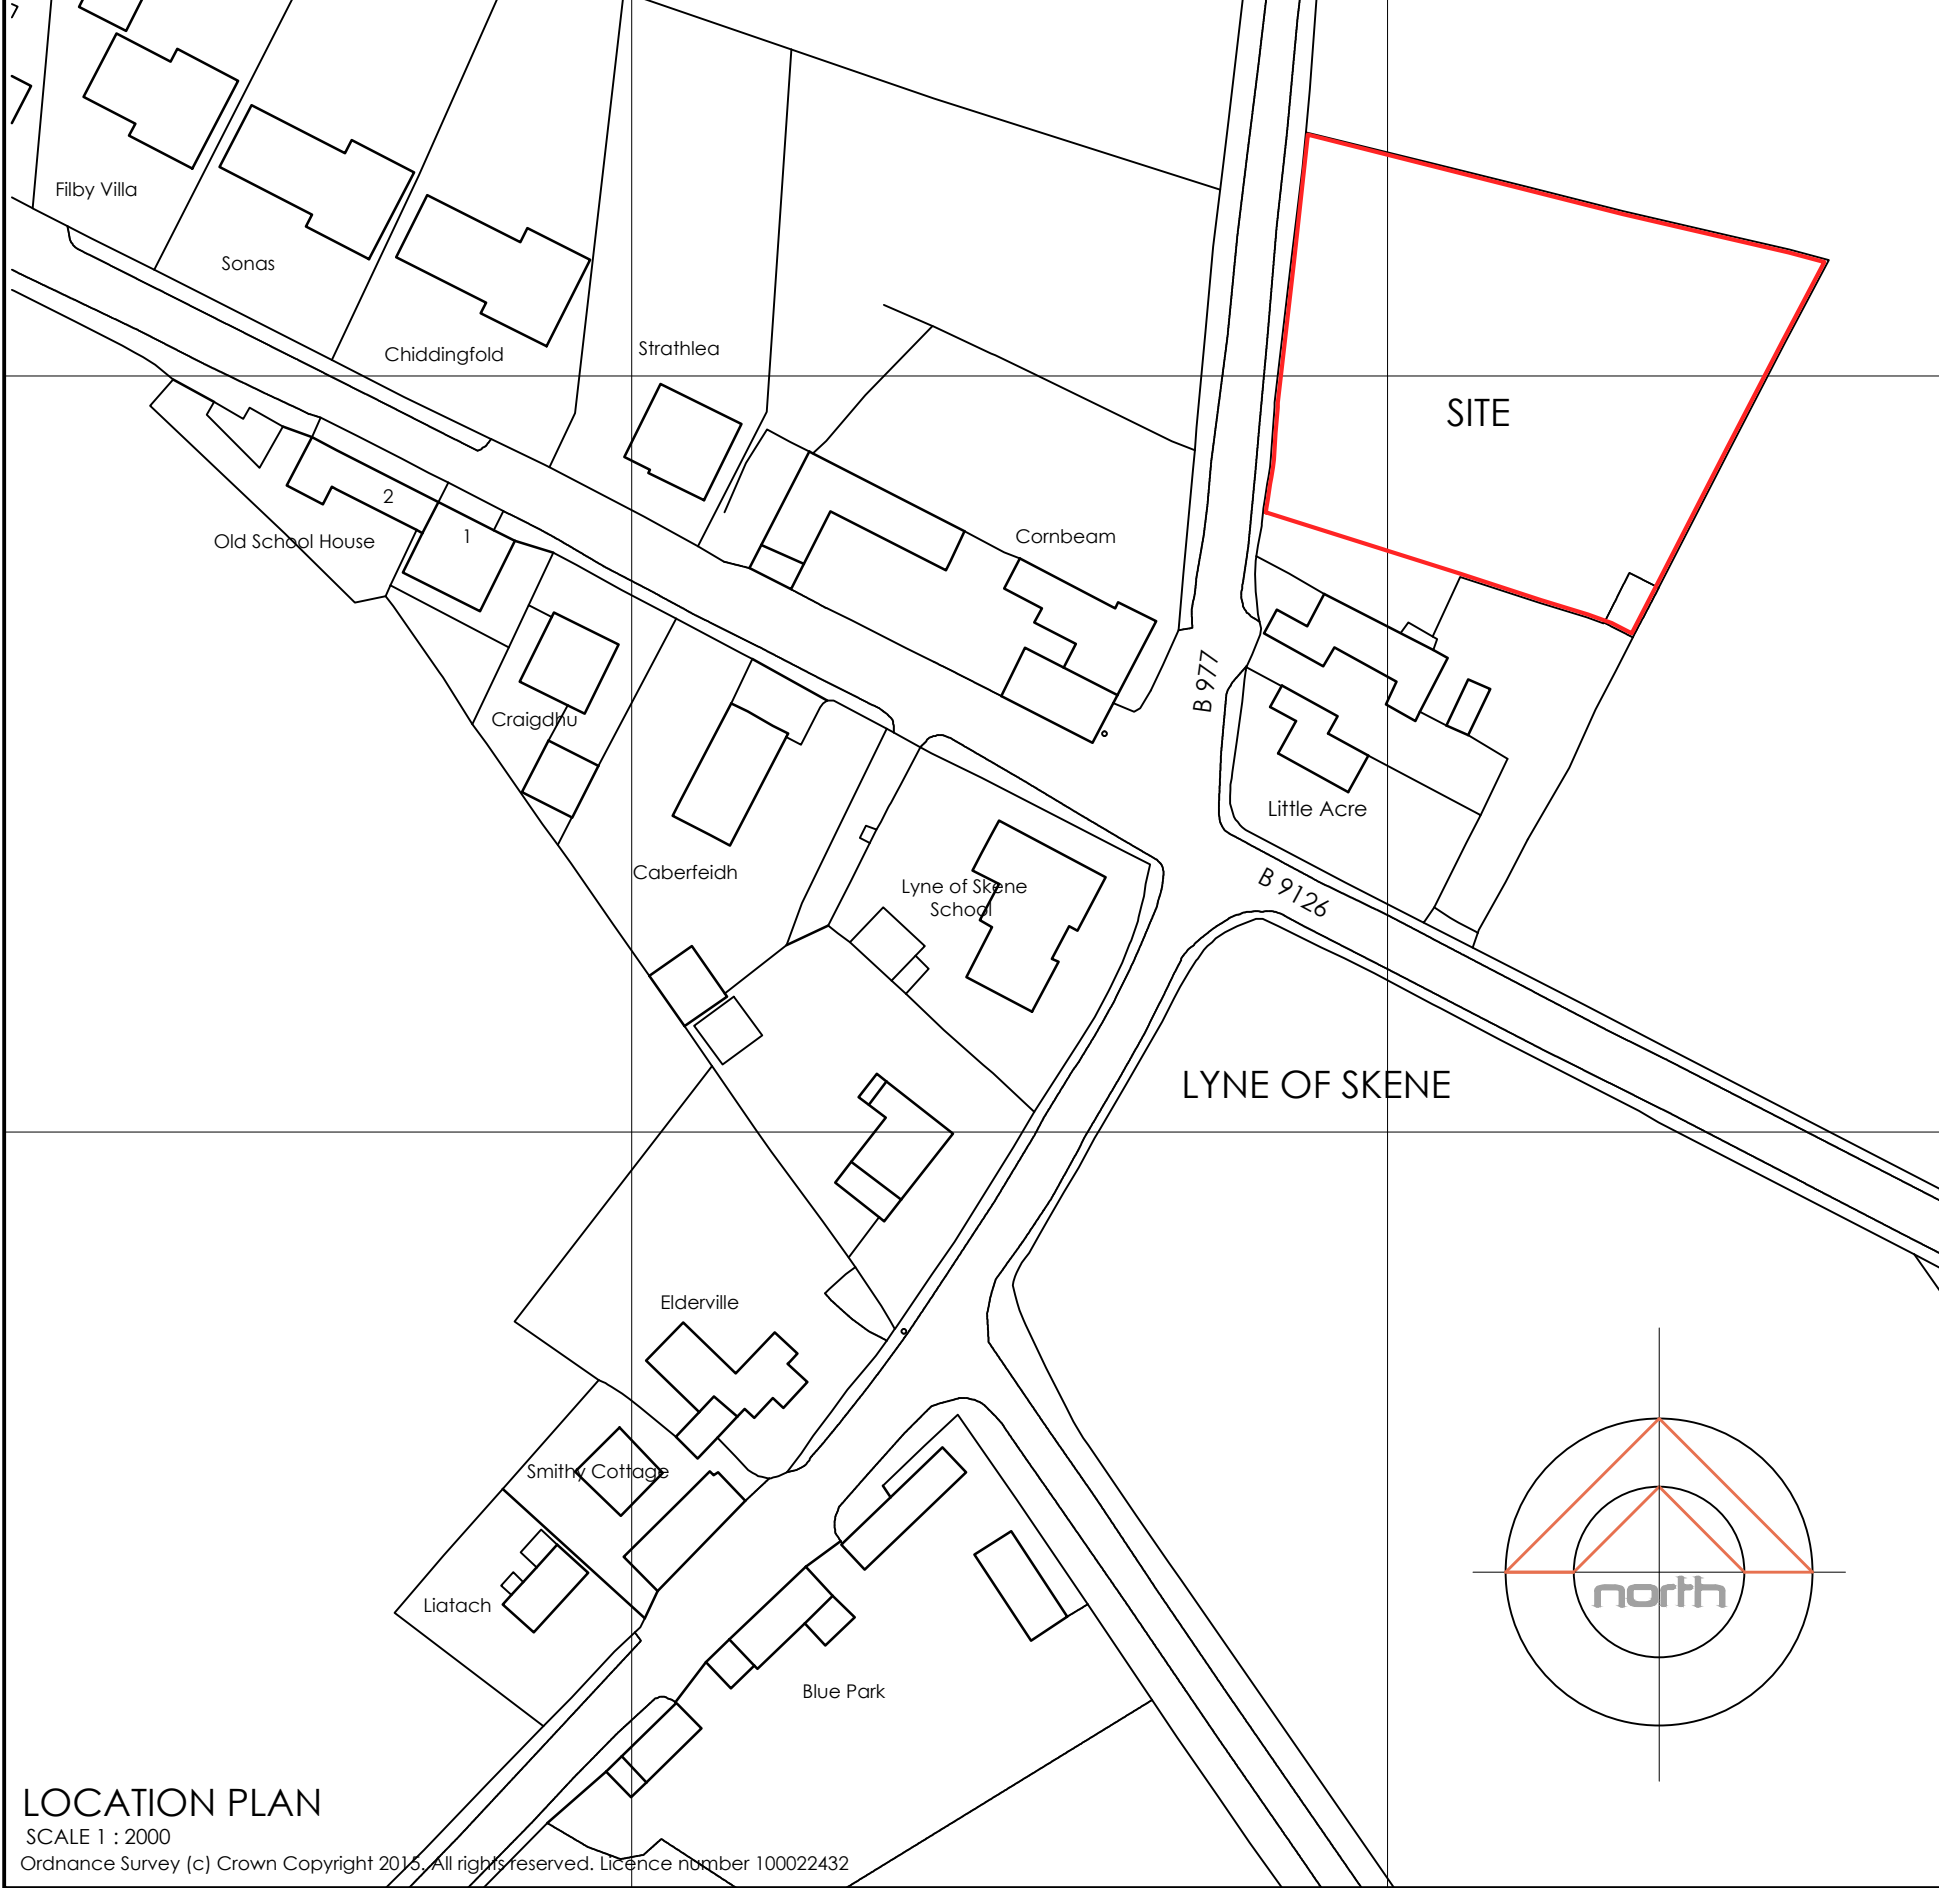 Filby Villa
Sonas
Chiddingfold
Strathlea
SITE
2
1
Old School House
Cornbeam
B 977
Craigdhu
Little Acre
Caberfeidh
Lyne of Skene
School
B 9126
LYNE OF SKENE
Elderville
Smithy Cottage
north
Liatach
Blue Park
LOCATION PLAN
SCALE 1 : 2000
Ordnance Survey (c) Crown Copyright 2015. All rights reserved. Licence number 100022432